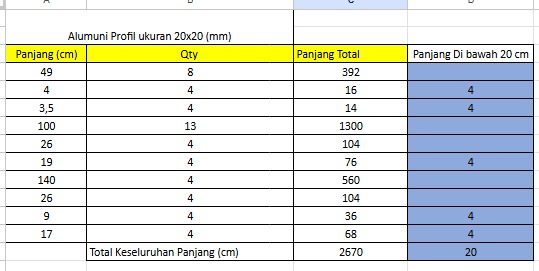 Alumuni Profil ukuran 20x20 (mm)
Panjang (cm) Qty Panjang Total Panjang Di bawah 20 cm
49 8 392
4 4 16 4
3,5 4 14 4
100 13 1300
26 4 104
19 4 76 4
140 4 560
26 4 104
9 4 36 4
17 4 68 4
Total Keseluruhan Panjang (cm) 2670 20